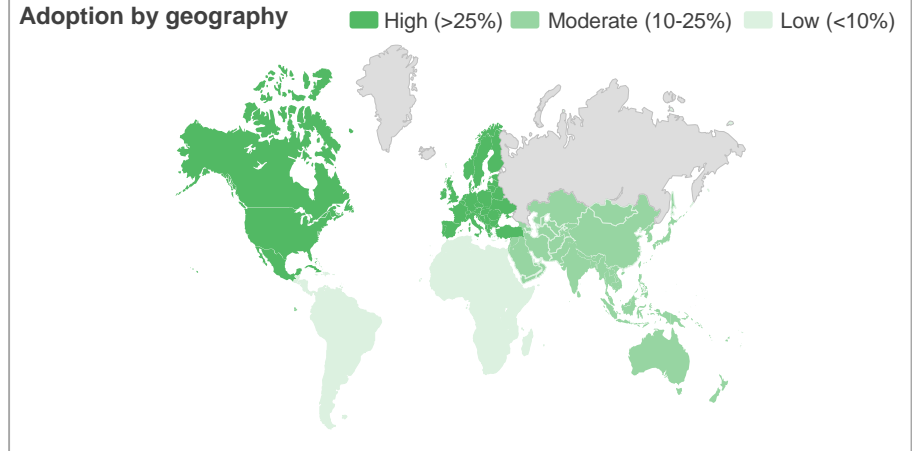 Adoption by geography
High (>25%)
Moderate (10-25%)
Low (<10%)